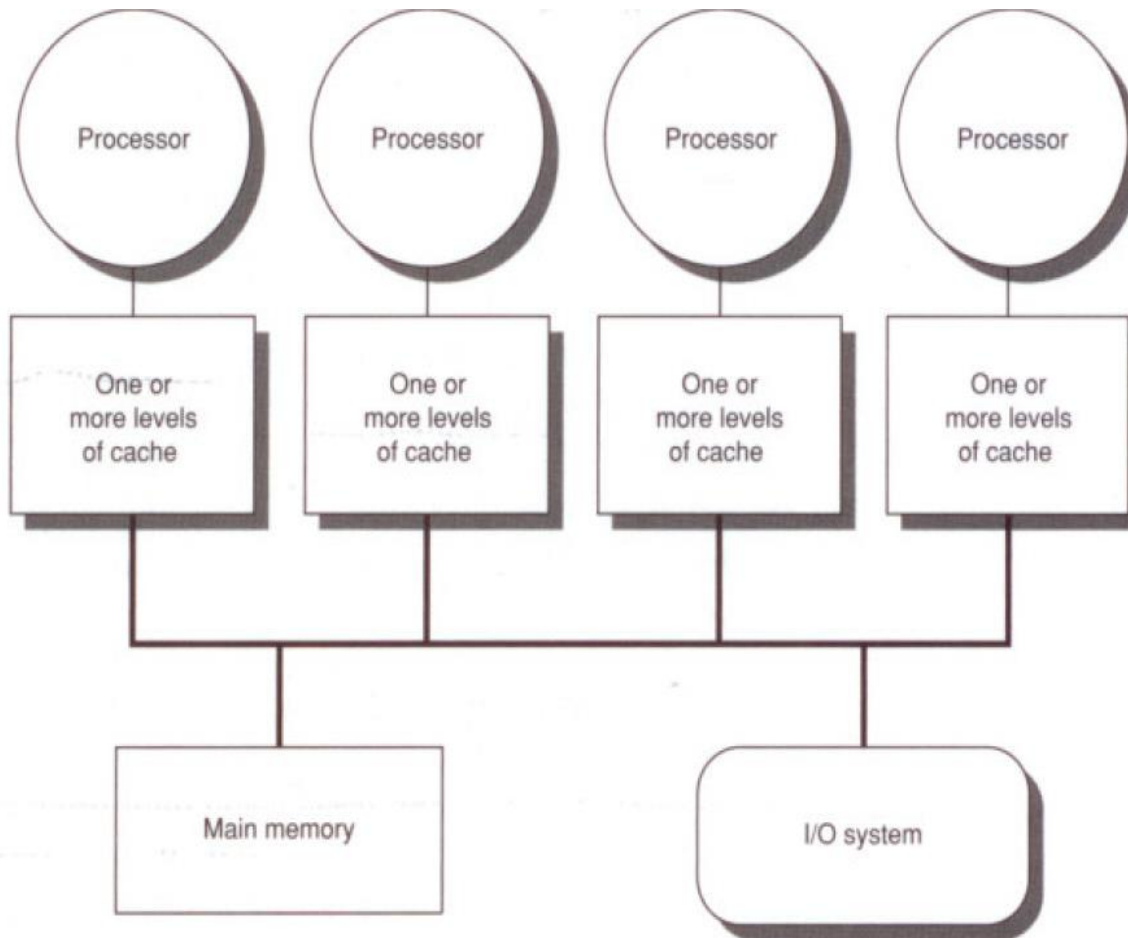 Processor
Processor
Processor
Processor
One or
more levels
of cache
One or
more levels
of cache
One or
more levels
of cache
One or
more levels
of cache
Main memory
I/O system